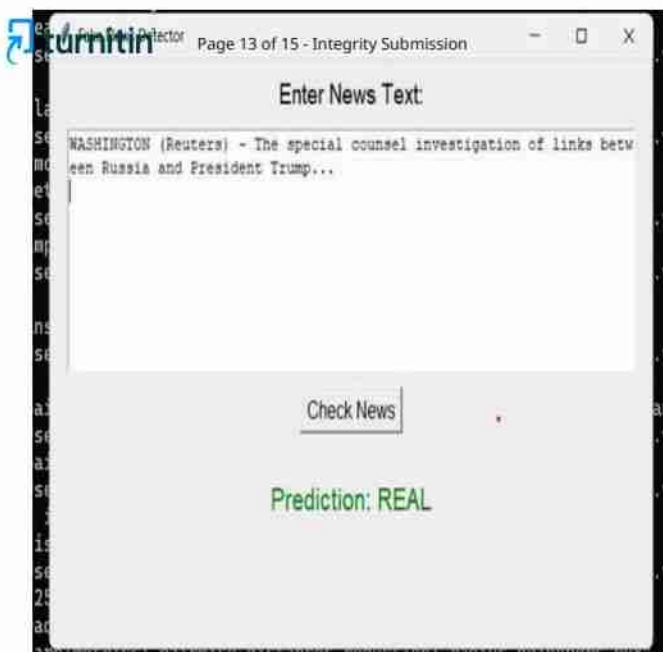 turnitin
Page 13 of 15 - Integrity Submission
Enter News Text:
WASHINGTON (Reuters) - The special counsel investigation of links betw
een Russia and President Trump...
Check News
Prediction: REAL